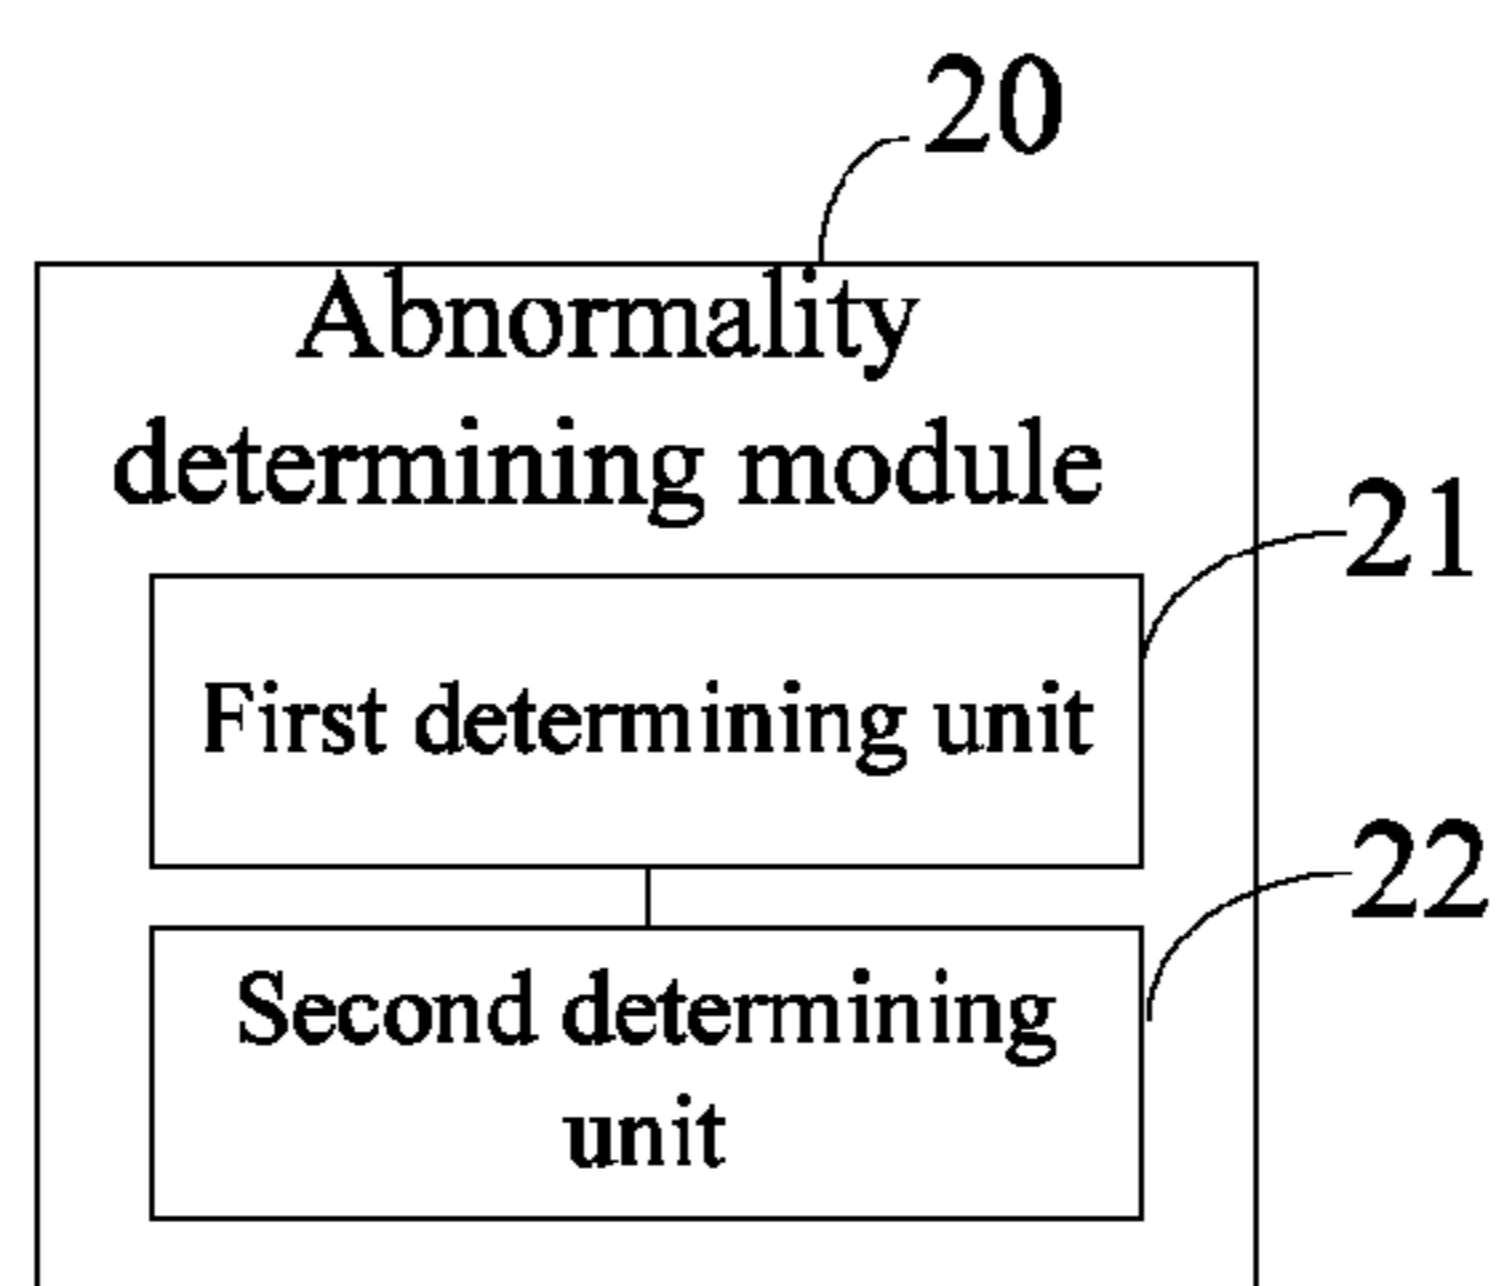 20
Abnormality
determining module
21
First determining unit
22
Second determining
unit